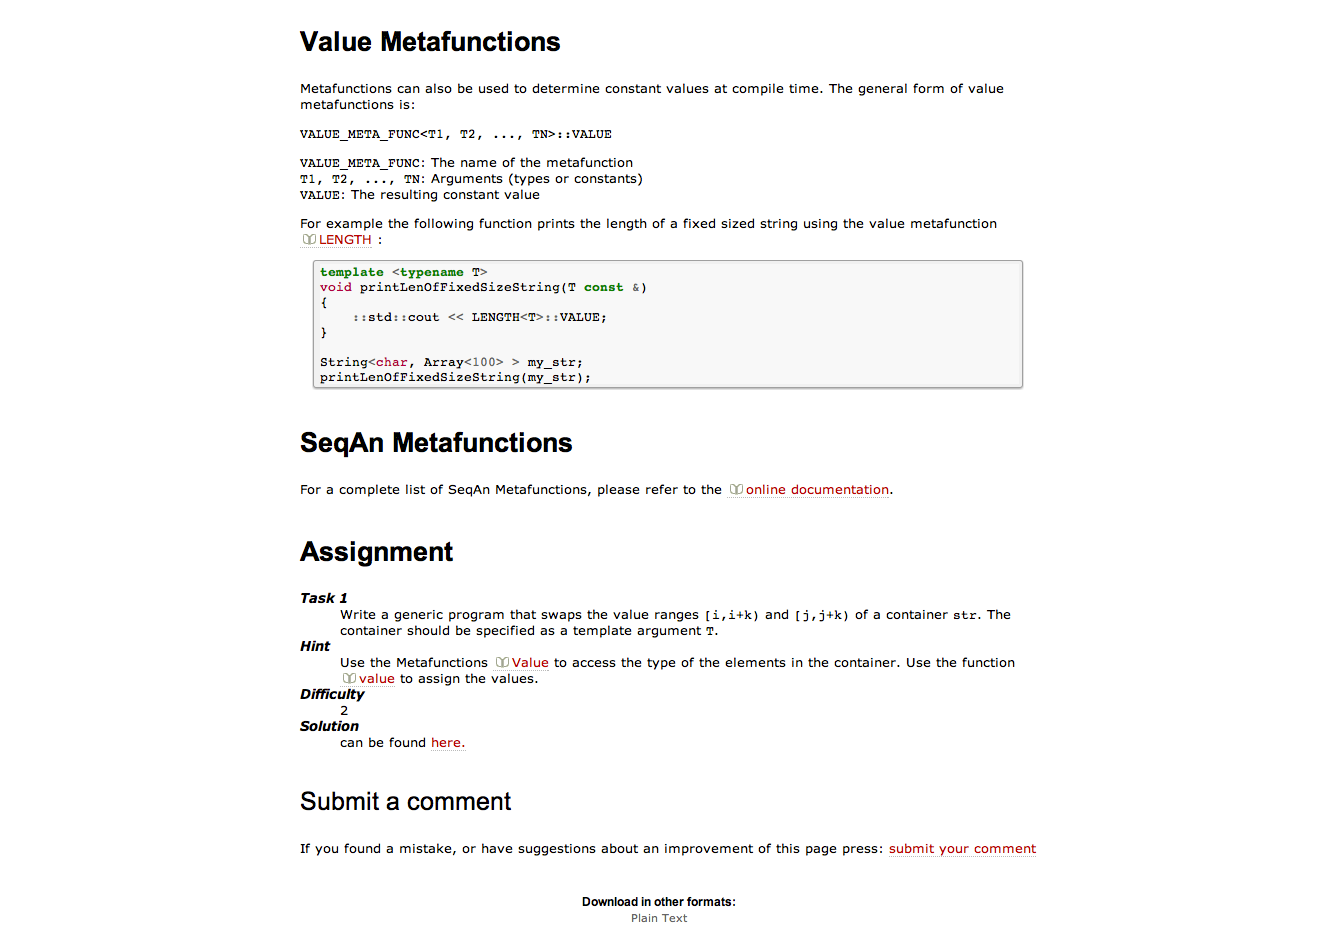 Value Metafunctions
Metafunctions can also be used to determine constant values at compile time. The general form of value
metafunctions is:
VALUE_META_FUNC<T1, T2, ..., TN>::VALUE
VALUE_META_FUNC: The name of the metafunction
T1, T2, ..., TN: Arguments (types or constants)
VALUE: The resulting constant value
For example the following function prints the length of a fixed sized string using the value metafunction
LENGTH :
template <typename T>
void printLenOfFixedSizeString(T const &)
{
    ::std::cout << LENGTH<T>::VALUE;
}
String<char, Array<100> > my_str;
printLenOfFixedSizeString(my_str);
SeqAn Metafunctions
For a complete list of SeqAn Metafunctions, please refer to the online documentation.
Assignment
Task 1
Write a generic program that swaps the value ranges [i,i+k) and [j,j+k) of a container str. The
container should be specified as a template argument T.
Hint
Use the Metafunctions Value to access the type of the elements in the container. Use the function
value to assign the values.
Difficulty
2
Solution
can be found here.
Submit a comment
If you found a mistake, or have suggestions about an improvement of this page press: submit your comment
Download in other formats:
Plain Text